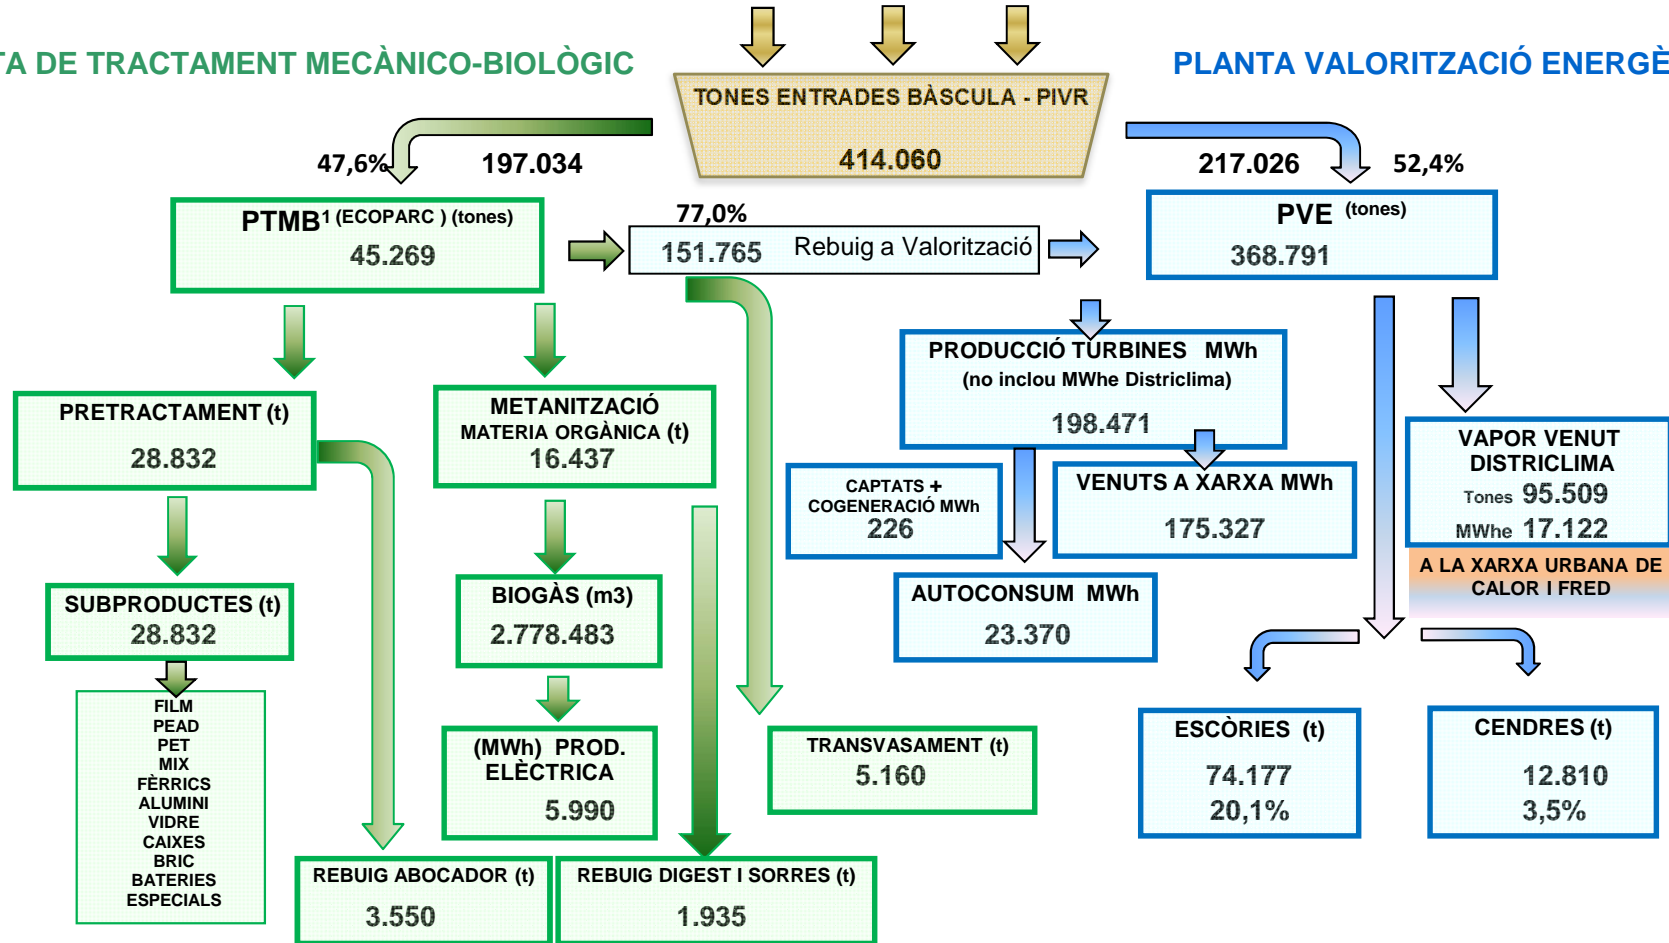 TA DE TRACTAMENT MECÀNICO-BIOLÒGIC
PLANTA VALORITZACIÓ ENERGÈ
TONES ENTRADES BÀSCULA - PIVR
414.060
47,6%
197.034
217.026
52,4%
PTMB¹ (ECOPARC ) (tones)
45.269
77,0%
151.765 Rebuig a Valorització
PVE (tones)
368.791
PRETRACTAMENT (t)
28.832
METANITZACIÓ
MATERIA ORGÀNICA (t)
16.437
PRODUCCIÓ TURBINES MWh
(no inclou MWhe Districlima)
198.471
CAPTATS +
COGENERACIÓ MWh
226
VENUTS A XARXA MWh
175.327
VAPOR VENUT
DISTRICLIMA
Tones 95.509
MWhe 17.122
A LA XARXA URBANA DE
CALOR I FRED
SUBPRODUCTES (t)
28.832
BIOGÀS (m3)
2.778.483
AUTOCONSUM MWh
23.370
FILM
PEAD
PET
MIX
FÈRRICS
ALUMINI
VIDRE
CAIXES
BRIC
BATERIES
ESPECIALS
(MWh) PROD.
ELÈCTRICA
5.990
TRANSVASAMENT (t)
5.160
ESCÒRIES (t)
74.177
20,1%
CENDRES (t)
12.810
3,5%
REBUIG ABOCADOR (t)
3.550
REBUIG DIGEST I SORRES (t)
1.935